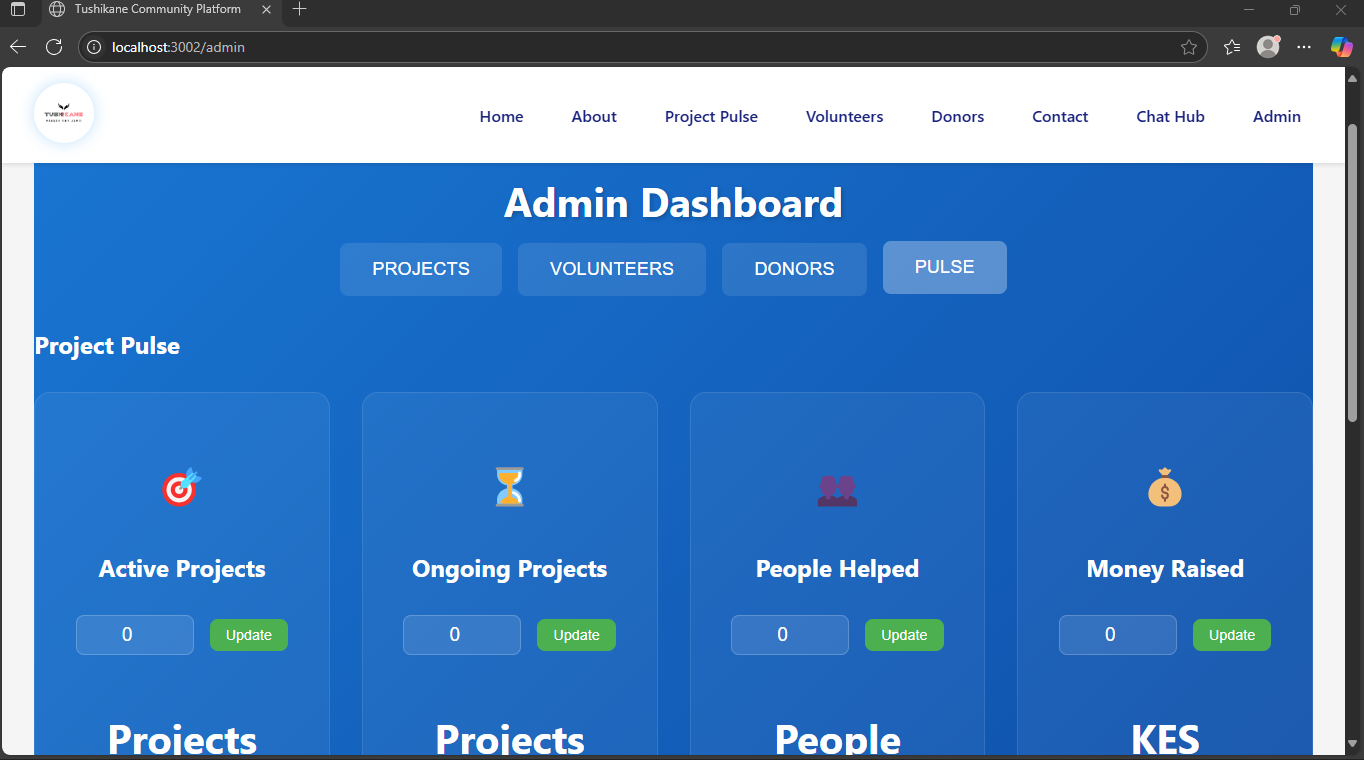 Tushikane Community Platform
localhost:3002/admin
TUSHIKANE
Home About Project Pulse Volunteers Donors Contact Chat Hub Admin
Admin Dashboard
PROJECTS VOLUNTEERS DONORS PULSE
Project Pulse
Active Projects Ongoing Projects People Helped Money Raised
0 Update 0 Update 0 Update 0 Update
Projects Projects People KES